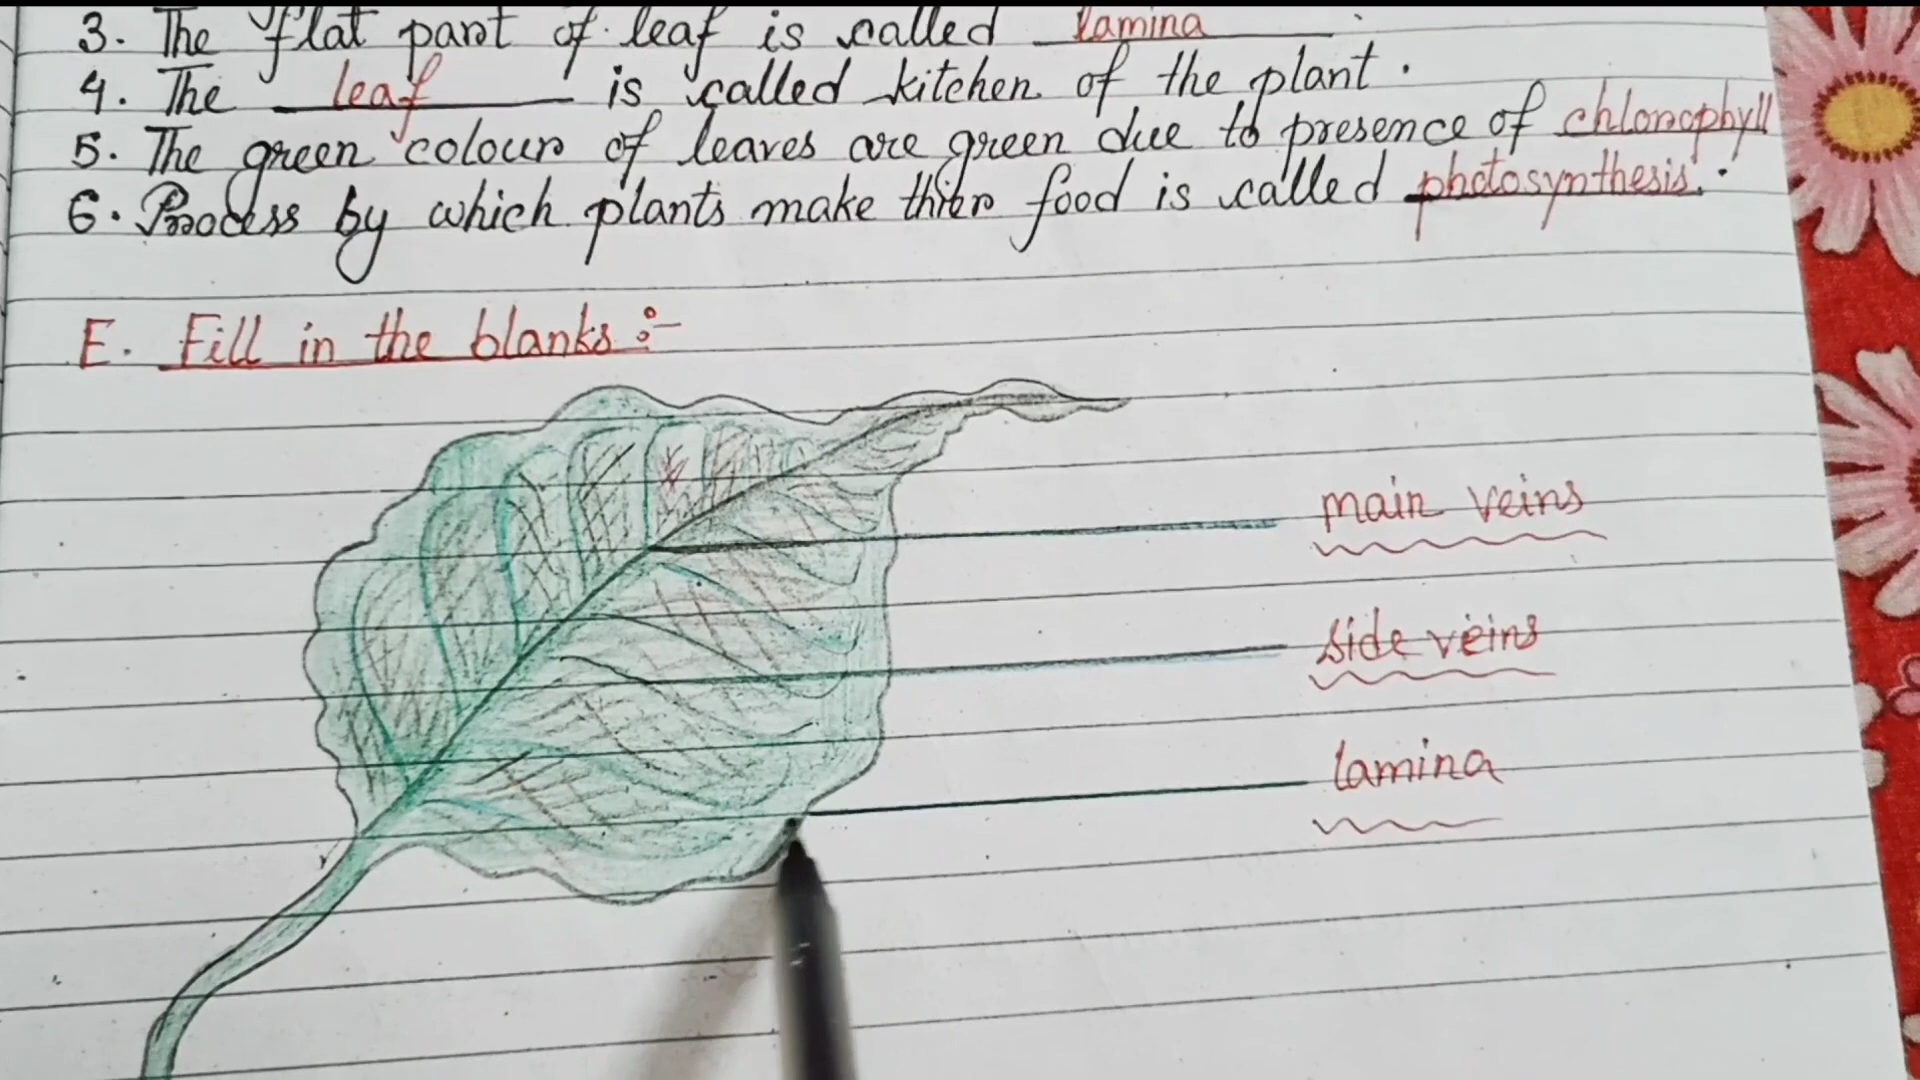 3. The flat part of leaf is called lamina.
4. The leaf is called kitchen of the plant.
5. The green colour of leaves are green due to presence of chlorophyll
6. Process by which plants make thier food is called photosynthesis.
E. Fill in the blanks :-
main veins
side veins
lamina